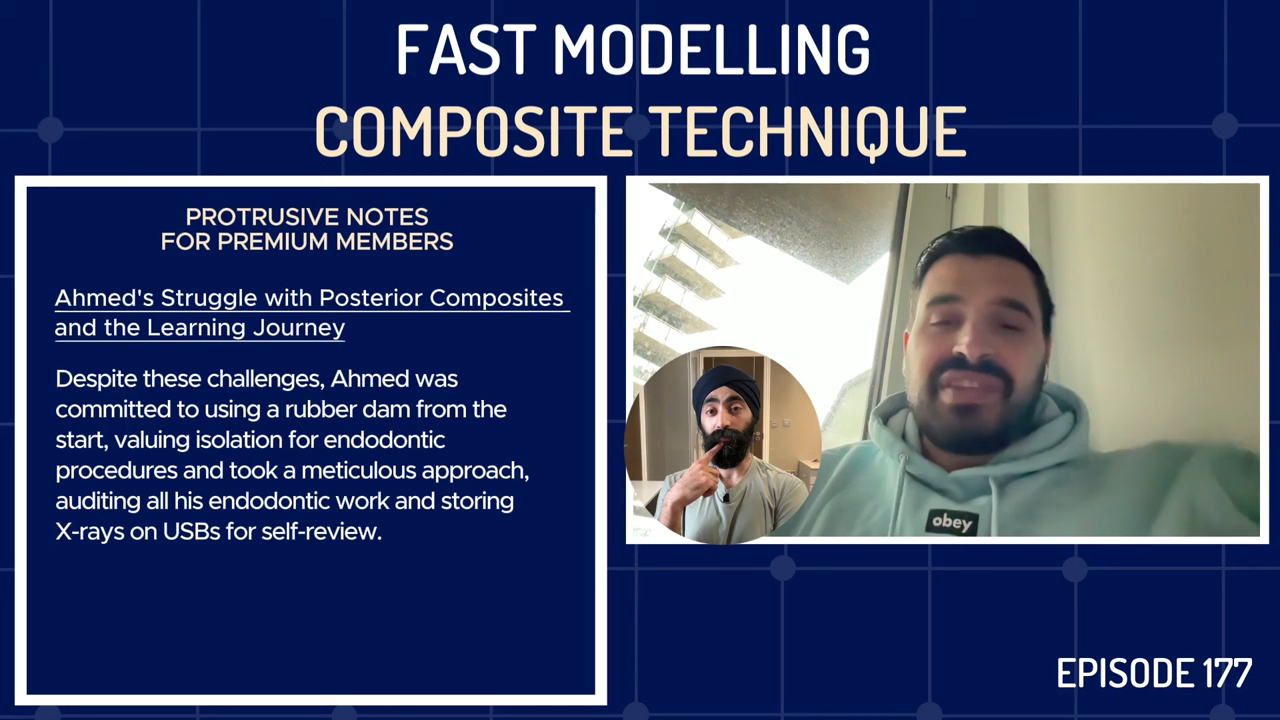 FAST MODELLING
COMPOSITE TECHNIQUE
PROTRUSIVE NOTES
FOR PREMIUM MEMBERS
Ahmed's Struggle with Posterior Composites
and the Learning Journey
Despite these challenges, Ahmed was
committed to using a rubber dam from the
start, valuing isolation for endodontic
procedures and took a meticulous approach,
auditing all his endodontic work and storing
X-rays on USBs for self-review.
obey
EPISODE 177